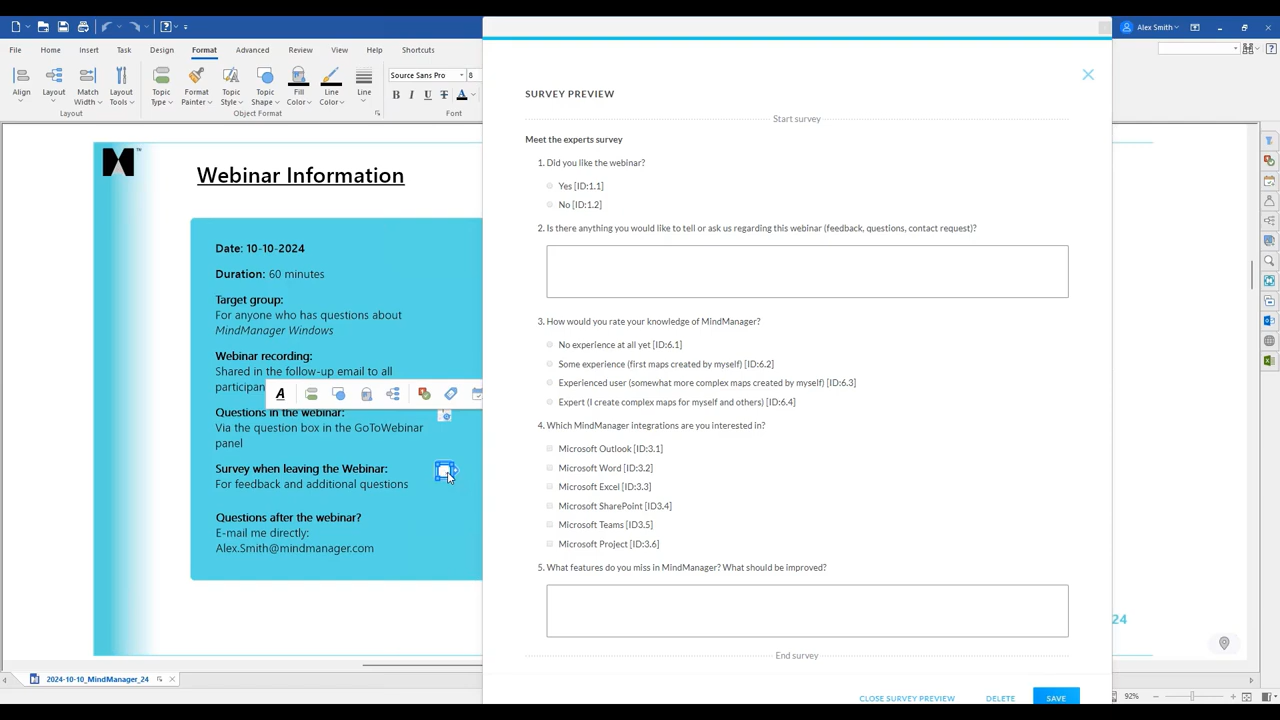 Alex Smith
File Home Insert Task Design Format Advanced Review View Help Shortcuts
Align Layout Match Width Layout Tools Topic Type Format Painter Topic Style Topic Shape Fill Color Line Color Line
Source Sans Pro 8
B I U T A
Layout Object Format Font
Webinar Information
Date: 10-10-2024
Duration: 60 minutes
Target group:
For anyone who has questions about
MindManager Windows
Webinar recording:
Shared in the follow-up email to all
participan
Questions in the webinar:
Via the question box in the GoToWebinar
panel
Survey when leaving the Webinar:
For feedback and additional questions
Questions after the webinar?
E-mail me directly:
Alex.Smith@mindmanager.com
A
SURVEY PREVIEW
Start survey
Meet the experts survey
1. Did you like the webinar?
Yes [ID:1.1]
No [ID:1.2]
2. Is there anything you would like to tell or ask us regarding this webinar (feedback, questions, contact request)?
3. How would you rate your knowledge of MindManager?
No experience at all yet [ID:6.1]
Some experience (first maps created by myself) [ID:6.2]
Experienced user (somewhat more complex maps created by myself) [ID:6.3]
Expert (I create complex maps for myself and others) [ID:6.4]
4. Which MindManager integrations are you interested in?
Microsoft Outlook [ID:3.1]
Microsoft Word [ID:3.2]
Microsoft Excel [ID:3.3]
Microsoft SharePoint [ID3.4]
Microsoft Teams [ID3.5]
Microsoft Project [ID:3.6]
5. What features do you miss in MindManager? What should be improved?
End survey
CLOSE SURVEY PREVIEW DELETE SAVE
24
2024-10-10_MindManager_24
92%